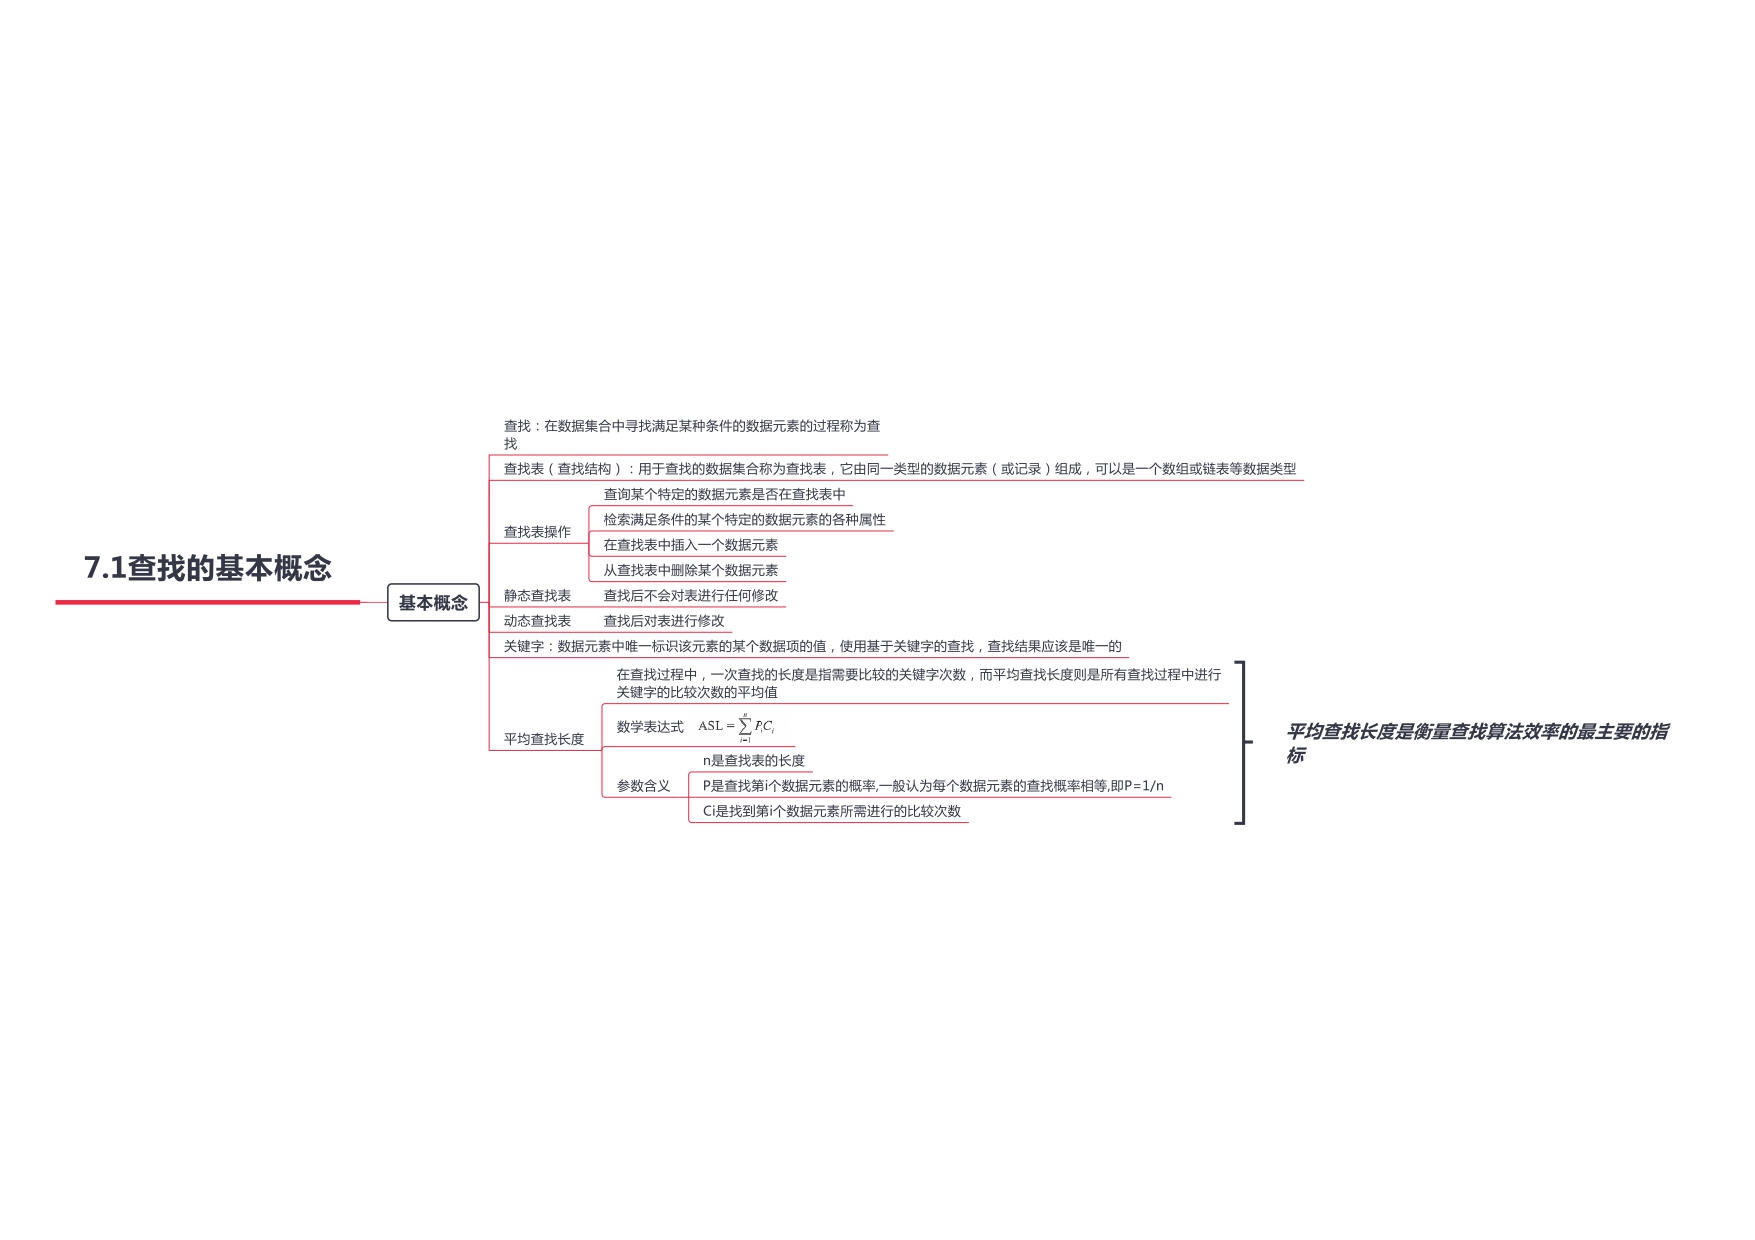 7.1查找的基本概念
基本概念
查找：在数据集合中寻找满足某种条件的数据元素的过程称为查
找
查找表（查找结构）：用于查找的数据集合称为查找表，它由同一类型的数据元素（或记录）组成，可以是一个数组或链表等数据类型
查找表操作
查询某个特定的数据元素是否在查找表中
检索满足条件的某个特定的数据元素的各种属性
在查找表中插入一个数据元素
从查找表中删除某个数据元素
静态查找表 查找后不会对表进行任何修改
动态查找表 查找后对表进行修改
关键字：数据元素中唯一标识该元素的某个数据项的值，使用基于关键字的查找，查找结果应该是唯一的
平均查找长度
在查找过程中，一次查找的长度是指需要比较的关键字次数，而平均查找长度则是所有查找过程中进行
关键字的比较次数的平均值
数学表达式 ASL = ∑_{i=1}^{n} P_iC_i
参数含义
n是查找表的长度
P是查找第i个数据元素的概率,一般认为每个数据元素的查找概率相等,即P=1/n
Ci是找到第i个数据元素所需进行的比较次数
平均查找长度是衡量查找算法效率的最主要的指
标